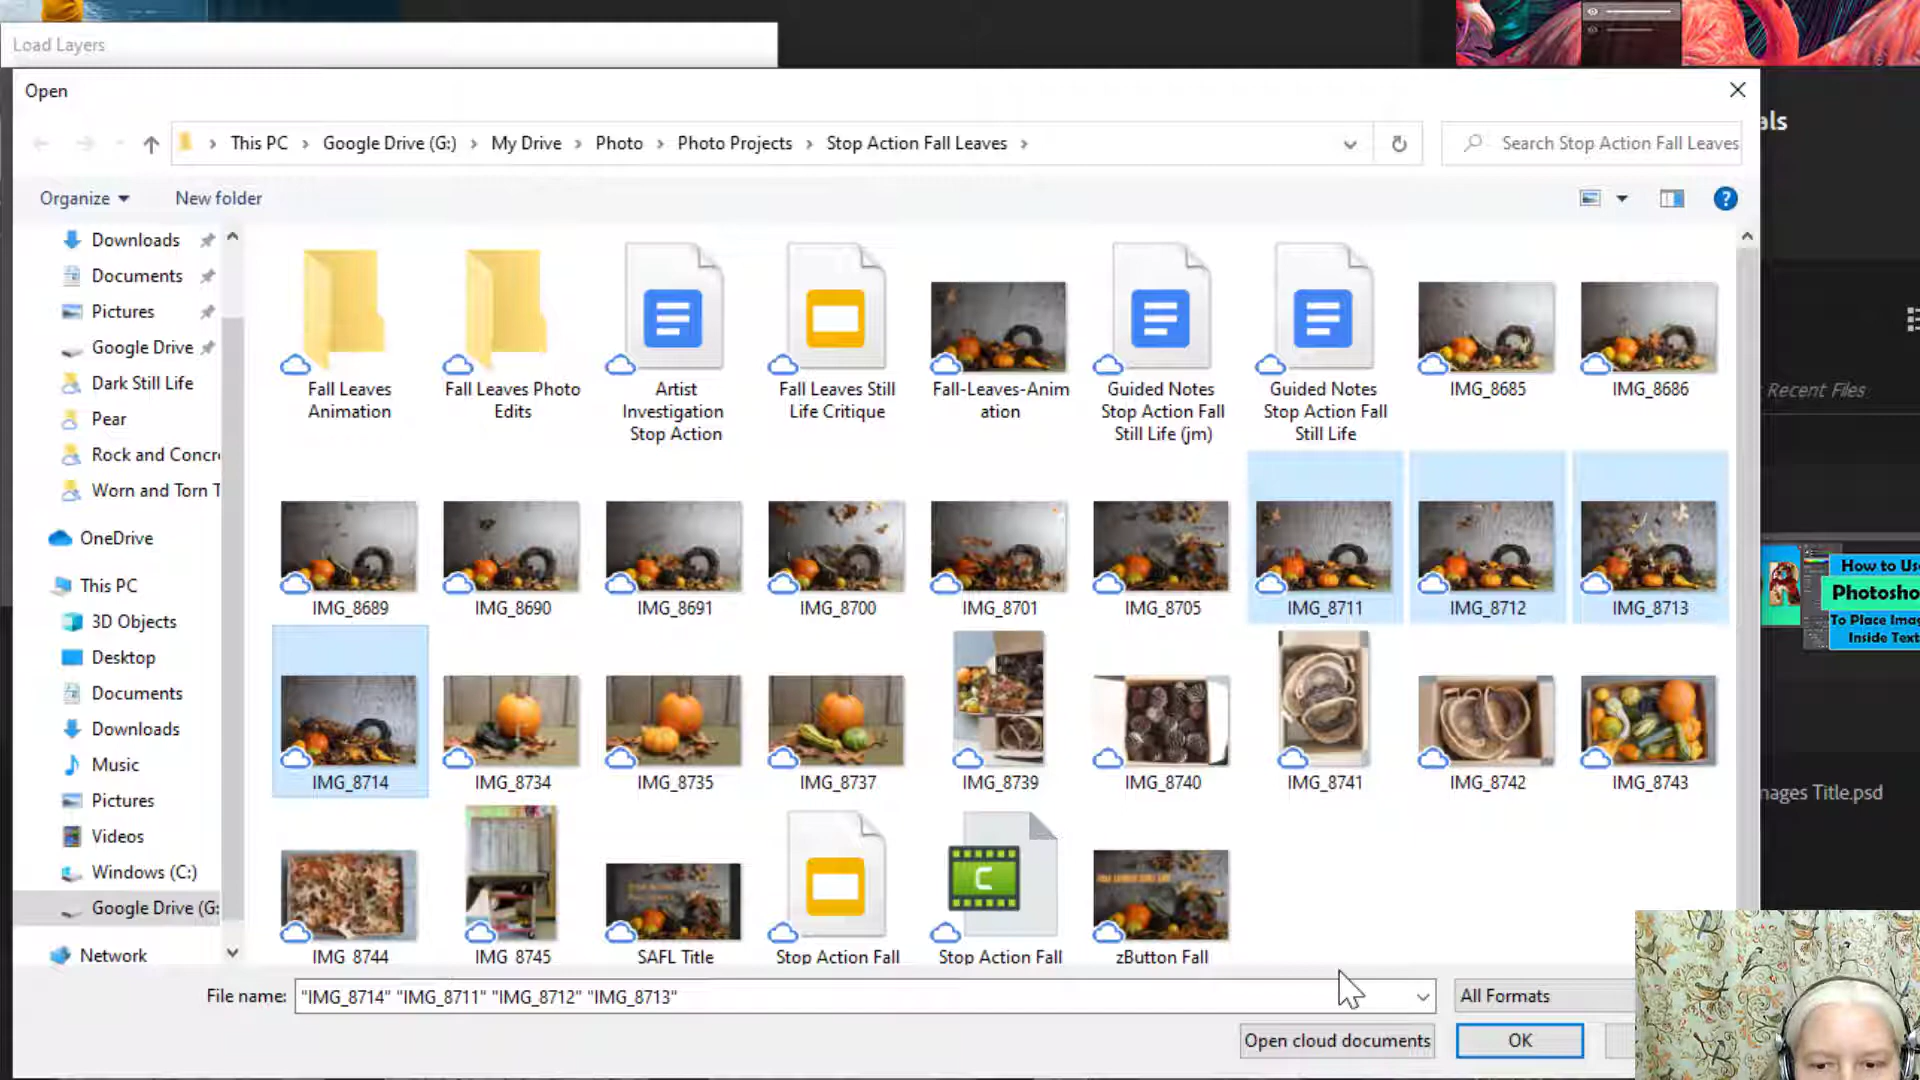 Load Layers
Open
This PC
Google Drive (G:)
My Drive
Photo
Photo Projects
Stop Action Fall Leaves
Search Stop Action Fall Leaves
Organize
New folder
als
Recent Files
Downloads
Documents
Pictures
Google Drive
Dark Still Life
Pear
Rock and Concre
Worn and Torn T
OneDrive
This PC
3D Objects
Desktop
Documents
Downloads
Music
Pictures
Videos
Windows (C:)
Google Drive (G:
Network
Fall Leaves
Animation
Fall Leaves Photo
Edits
Artist
Investigation
Stop Action
Fall Leaves Still
Life Critique
Fall-Leaves-Anim
ation
Guided Notes
Stop Action Fall
Still Life (jm)
Guided Notes
Stop Action Fall
Still Life
IMG_8685
IMG_8686
IMG_8689
IMG_8690
IMG_8691
IMG_8700
IMG_8701
IMG_8705
IMG_8711
IMG_8712
IMG_8713
IMG_8714
IMG_8734
IMG_8735
IMG_8737
IMG_8739
IMG_8740
IMG_8741
IMG_8742
IMG_8743
IMG_8744
IMG_8745
SAFL Title
Stop Action Fall
Stop Action Fall
zButton Fall
How to Use
Photosho
To Place Imag
Inside Text
mages Title.psd
File name:
"IMG_8714" "IMG_8711" "IMG_8712" "IMG_8713"
All Formats
Open cloud documents
OK